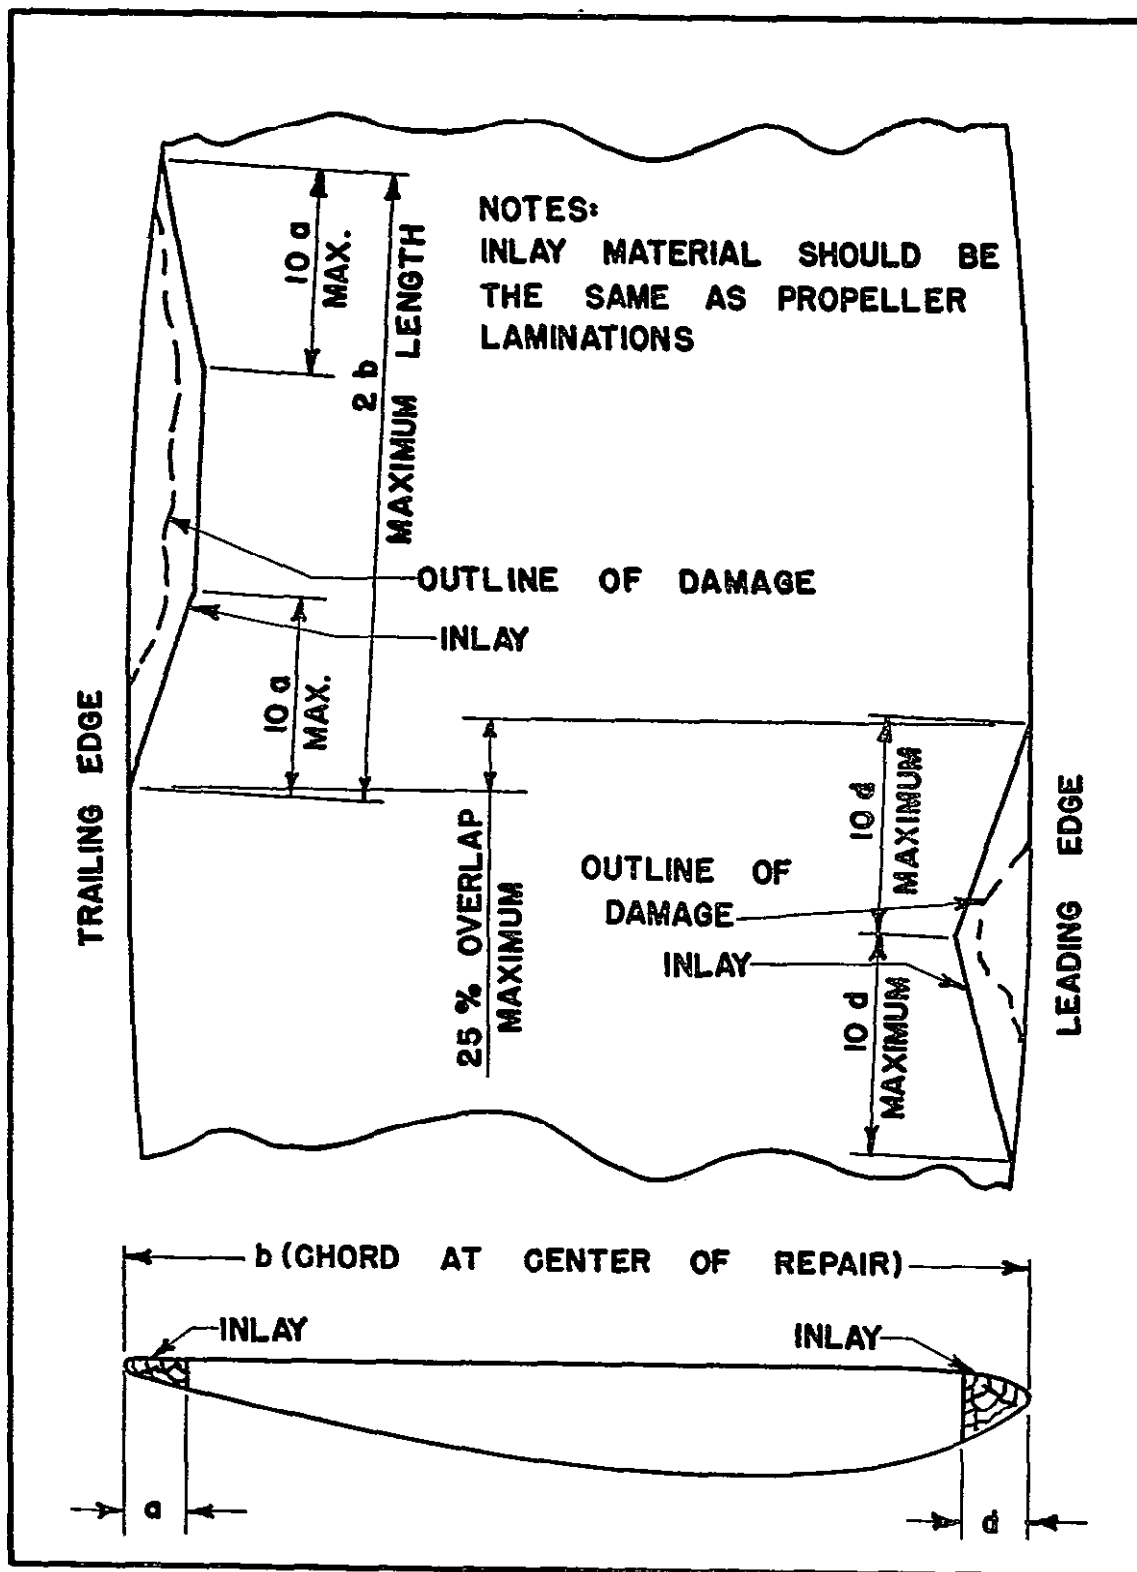 NOTES:
INLAY MATERIAL SHOULD BE
THE SAME AS PROPELLER
LAMINATIONS
10 a
MAX.
2 b
MAXIMUM LENGTH
OUTLINE OF DAMAGE
INLAY
10 a
MAX.
TRAILING EDGE
25 % OVERLAP
MAXIMUM
10 d
MAXIMUM
OUTLINE OF
DAMAGE
INLAY
10 d
MAXIMUM
LEADING EDGE
b (CHORD AT CENTER OF REPAIR)
INLAY
INLAY
a
d